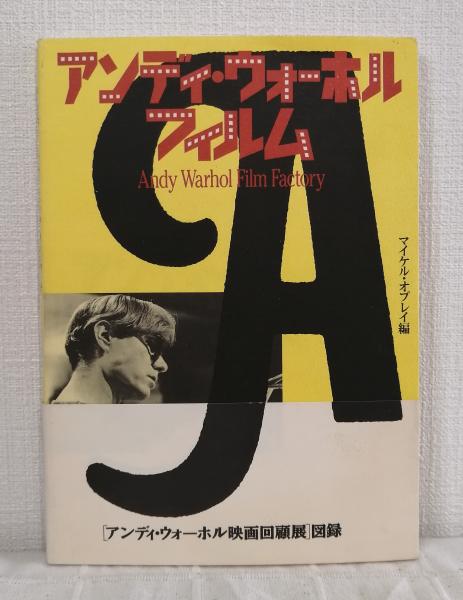 アンディ・ウォーホル
フィルム
Andy Warhol Film Factory
A
マイケル・オプレイ編
[アンディ・ウォーホル映画回顧展]図録